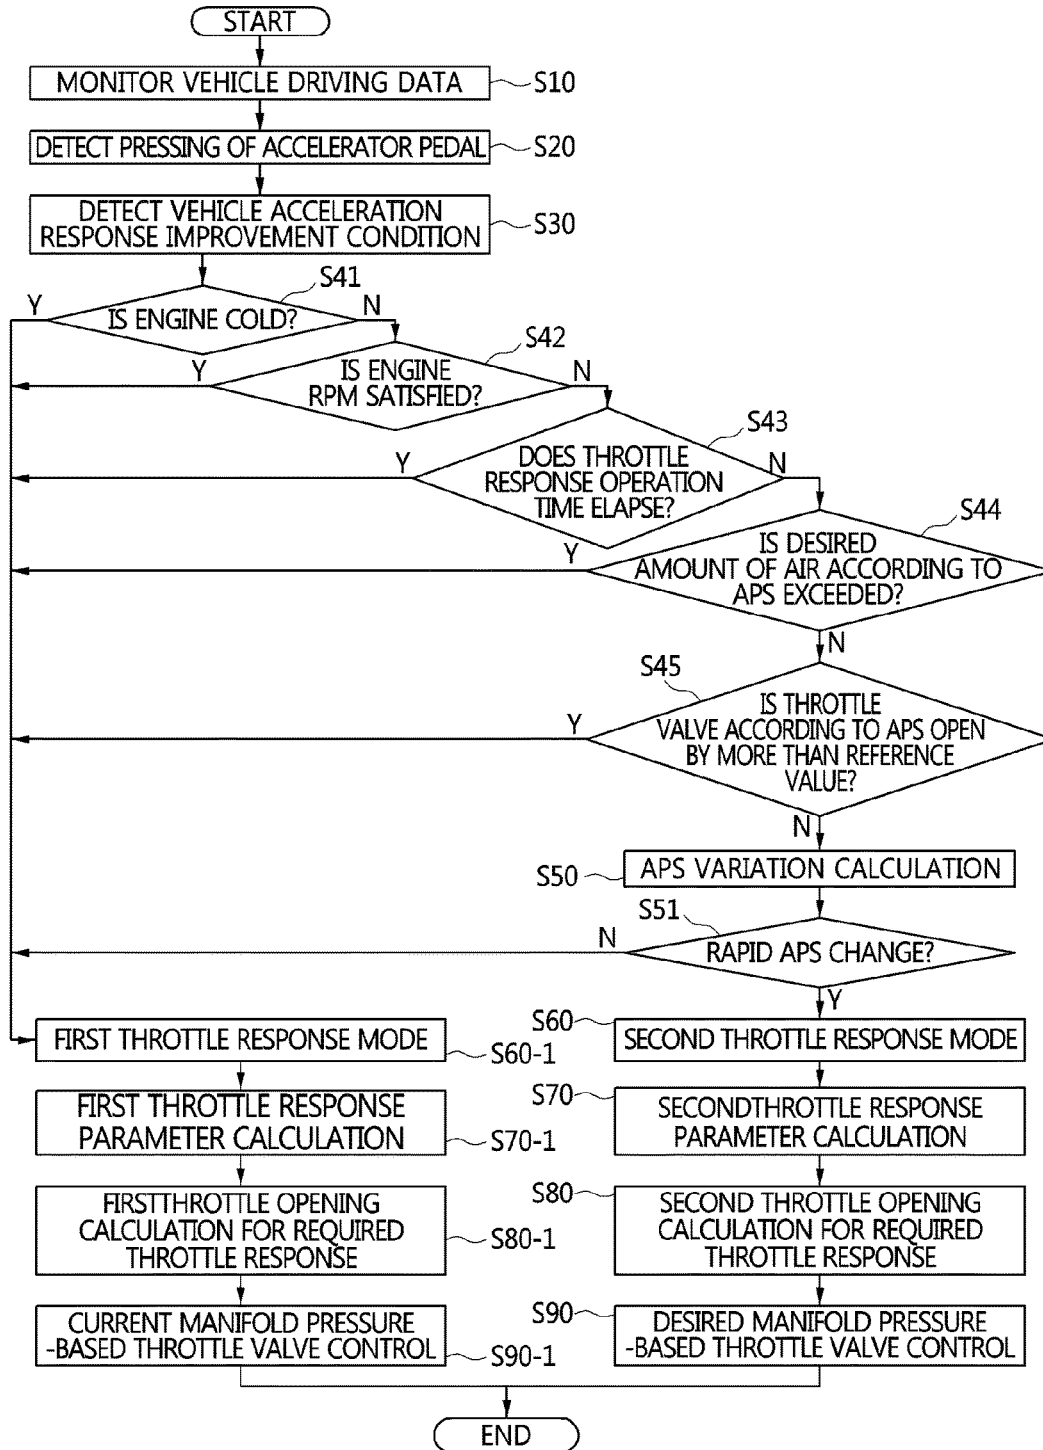 START
MONITOR VEHICLE DRIVING DATA
S10
DETECT PRESSING OF ACCELERATOR PEDAL
S20
DETECT VEHICLE ACCELERATION
RESPONSE IMPROVEMENT CONDITION
S30
S41
Y
IS ENGINE COLD?
N
S42
Y
IS ENGINE
RPM SATISFIED?
N
S43
Y
DOES THROTTLE
RESPONSE OPERATION
TIME ELAPSE?
N
S44
Y
IS DESIRED
AMOUNT OF AIR ACCORDING TO
APS EXCEEDED?
N
S45
Y
IS THROTTLE
VALVE ACCORDING TO APS OPEN
BY MORE THAN REFERENCE
VALUE?
N
S50
APS VARIATION CALCULATION
S51
N
RAPID APS CHANGE?
Y
FIRST THROTTLE RESPONSE MODE
S60-1
FIRST THROTTLE RESPONSE
PARAMETER CALCULATION
S70-1
FIRSTTHROTTLE OPENING
CALCULATION FOR REQUIRED
THROTTLE RESPONSE
S80-1
CURRENT MANIFOLD PRESSURE
-BASED THROTTLE VALVE CONTROL
S90-1
S60
SECOND THROTTLE RESPONSE MODE
S70
SECONDTHROTTLE RESPONSE
PARAMETER CALCULATION
S80
SECOND THROTTLE OPENING
CALCULATION FOR REQUIRED
THROTTLE RESPONSE
S90
DESIRED MANIFOLD PRESSURE
-BASED THROTTLE VALVE CONTROL
END